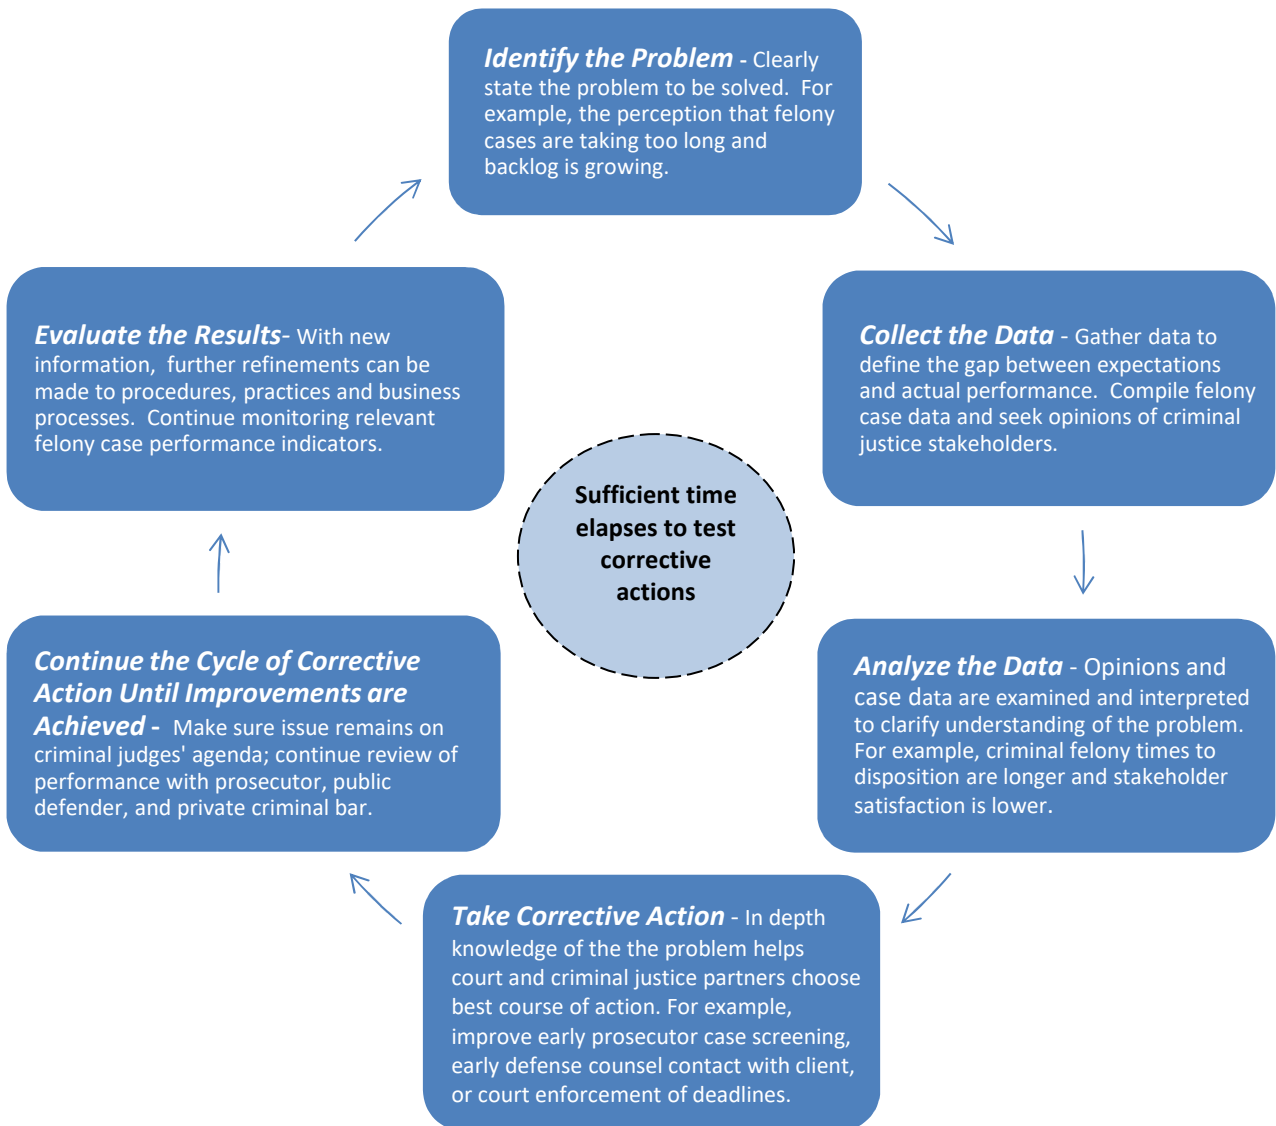 Identify the Problem - Clearly
state the problem to be solved.  For
example, the perception that felony
cases are taking too long and
backlog is growing.
Collect the Data - Gather data to
define the gap between expectations
and actual performance.  Compile felony
case data and seek opinions of criminal
justice stakeholders.
Analyze the Data - Opinions and
case data are examined and interpreted
to clarify understanding of the problem.
For example, criminal felony times to
disposition are longer and stakeholder
satisfaction is lower.
Take Corrective Action - In depth
knowledge of the the problem helps
court and criminal justice partners choose
best course of action. For example,
improve early prosecutor case screening,
early defense counsel contact with client,
or court enforcement of deadlines.
Continue the Cycle of Corrective
Action Until Improvements are
Achieved -  Make sure issue remains on
criminal judges' agenda; continue review of
performance with prosecutor, public
defender, and private criminal bar.
Evaluate the Results- With new
information,  further refinements can be
made to procedures, practices and business
processes.  Continue monitoring relevant
felony case performance indicators.
Sufficient time
elapses to test
corrective
actions